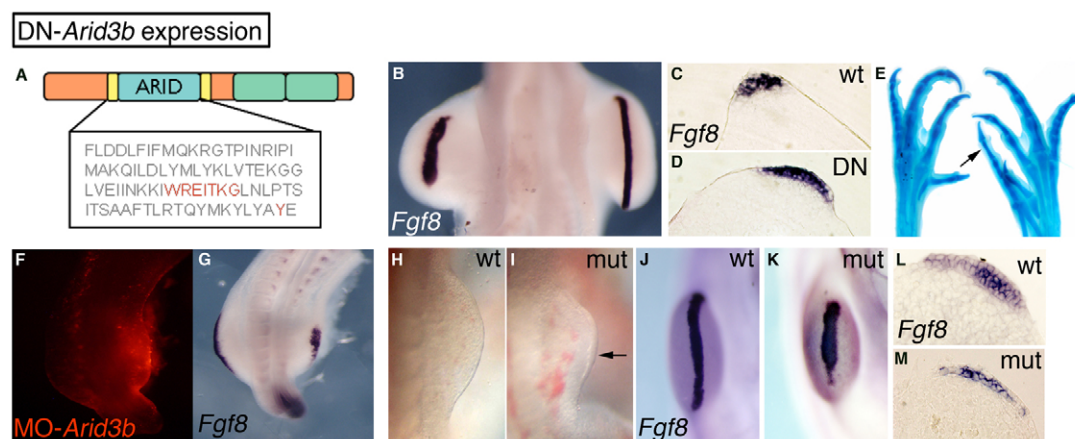 DN-Arid3b expression
A
ARID
FLDDLFIFMQKRGTPINRIPI
MAKQILDLYMLYKLVTEKGG
LVEIINKKIWREITKGLNLPTS
ITSAAFTLRTQYMKYLYAYE
B
Fgf8
C
wt
Fgf8
D
DN
E
F
MO-Arid3b
G
Fgf8
H
wt
I
mut
J
wt
Fgf8
K
mut
L
wt
Fgf8
M
mut